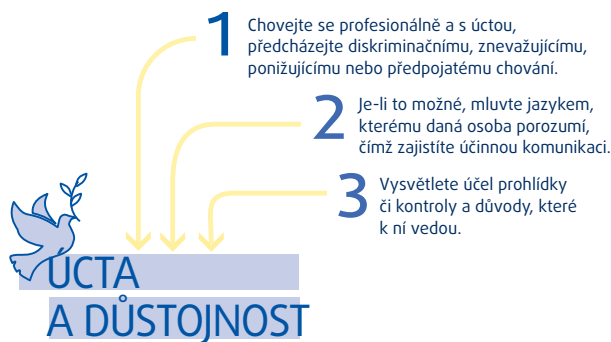 1 Chovejte se profesionálně a s úctou,
předcházejte diskriminačnímu, znevažujícímu,
ponižujícímu nebo předpojatému chování.
2 Je-li to možné, mluvte jazykem,
kterému daná osoba porozumí,
čímž zajistíte účinnou komunikaci.
3 Vysvětlete účel prohlídky
či kontroly a důvody, které
k ní vedou.
ÚCTA
A DŮSTOJNOST